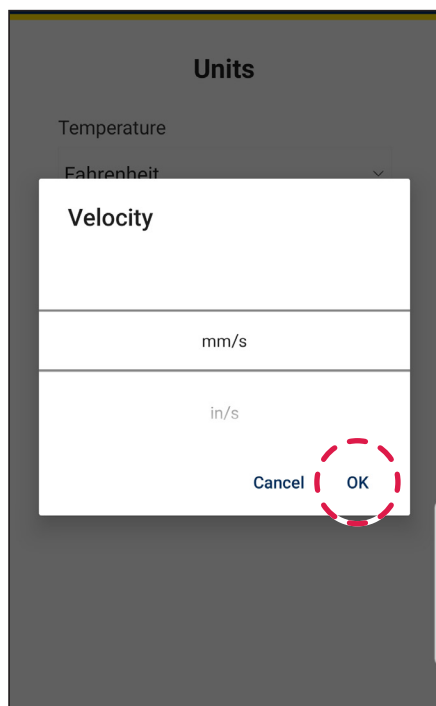 Units
Temperature
Fahrenheit
Velocity
mm/s
in/s
Cancel OK